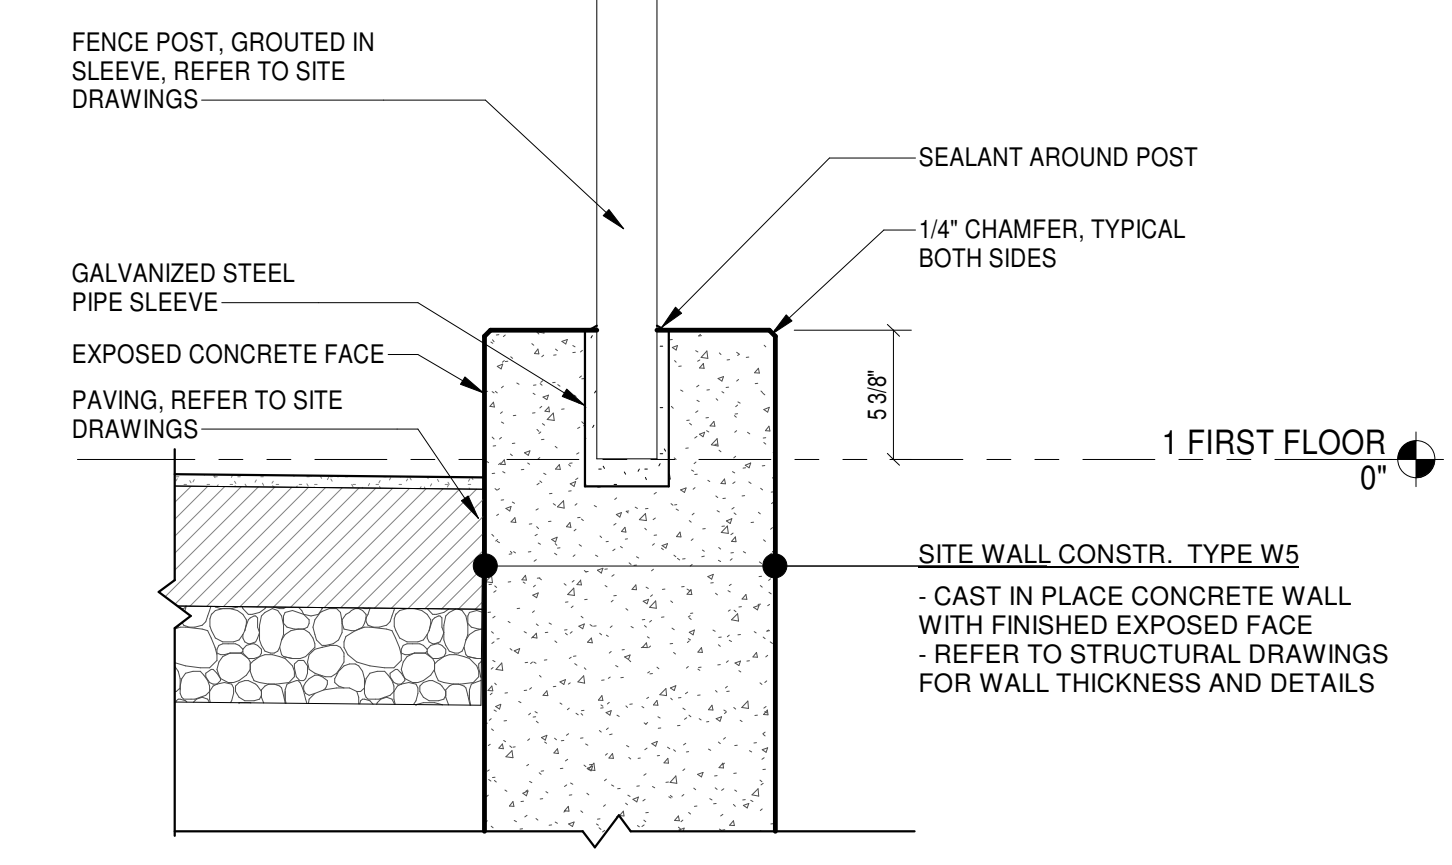 FENCE POST, GROUTED IN
SLEEVE, REFER TO SITE
DRAWINGS
SEALANT AROUND POST
1/4" CHAMFER, TYPICAL
BOTH SIDES
GALVANIZED STEEL
PIPE SLEEVE
EXPOSED CONCRETE FACE
PAVING, REFER TO SITE
DRAWINGS
5 3/8"
1 FIRST FLOOR
0"
SITE WALL CONSTR. TYPE W5
- CAST IN PLACE CONCRETE WALL
WITH FINISHED EXPOSED FACE
- REFER TO STRUCTURAL DRAWINGS
FOR WALL THICKNESS AND DETAILS